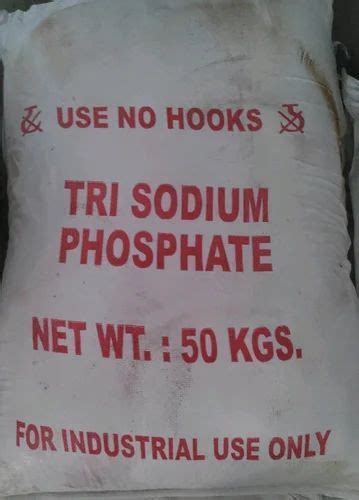 USE NO HOOKS
TRI SODIUM
PHOSPHATE
NET WT. : 50 KGS.
FOR INDUSTRIAL USE ONLY